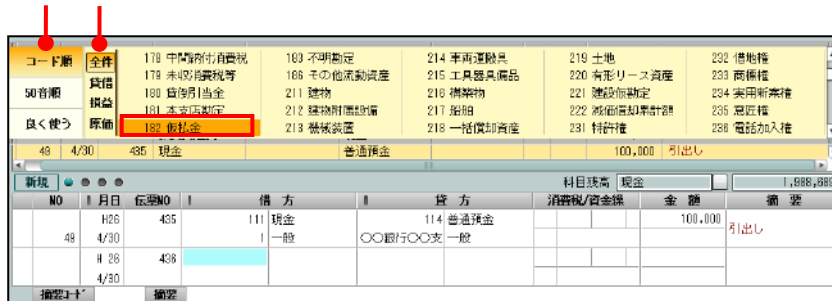 コード順 全件 178 中間納付消費税 183 不明勘定 214 車両運搬具 219 土地 232 借地権
貸借 179 未収消費税等 186 その他流動資産 215 工具器具備品 220 有形リース資産 233 商標権
50音順 180 貸倒引当金 211 建物 216 構築物 221 建設仮勘定 234 実用新案権
損益 181 本支店勘定 212 建物附属設備 217 船舶 222 減価償却累計額 235 意匠権
良く使う 原価 182 仮払金 213 機械装置 218 一括償却資産 231 特許権 236 電話加入権
49 4/30 435 現金 普通預金 100,000 引出し
新規 科目残高 現金 1,988,689
NO 月日 伝票NO 借 方 貸 方 消費税/資金繰 金 額 摘 要
H26 435 111 現金 114 普通預金 100,000 引出し
49 4/30 1 一般 〇〇銀行〇〇支 一般
H 26 436
4/30
摘要コード 摘要